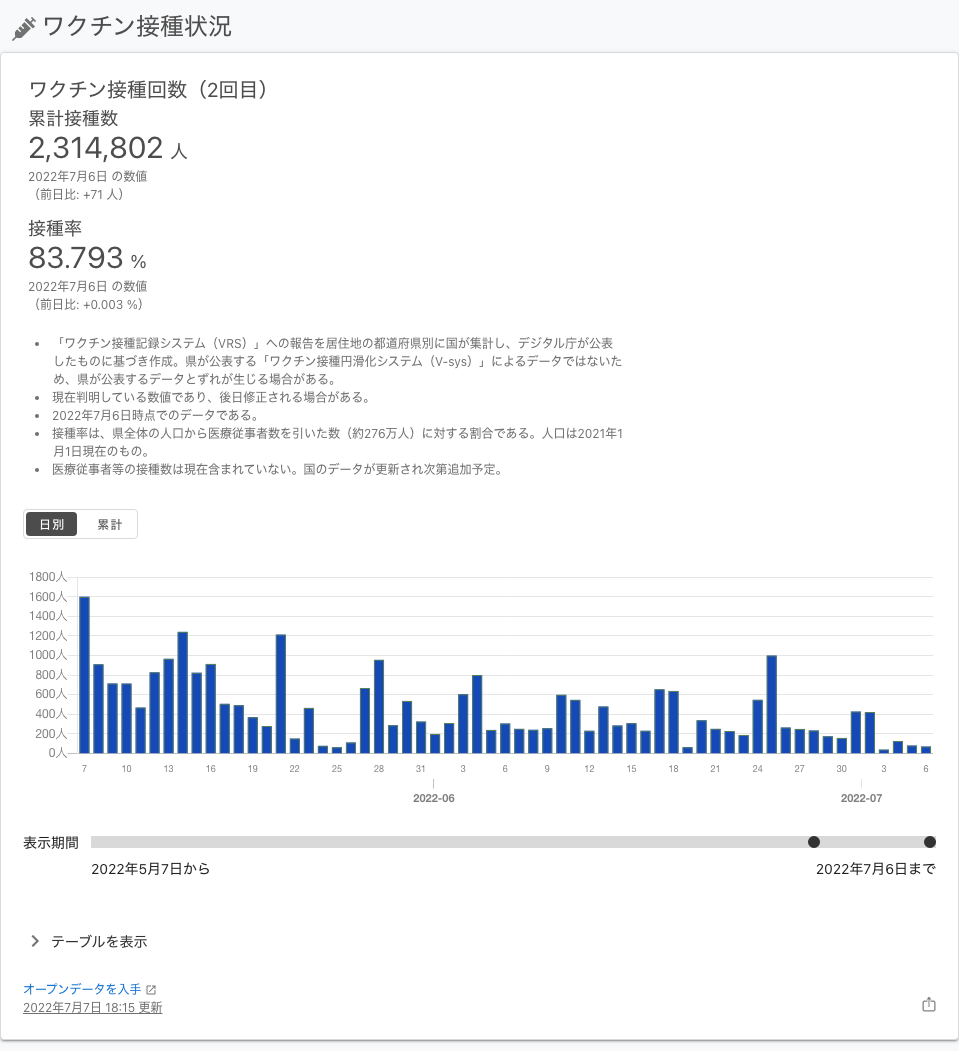 ワクチン接種状況
ワクチン接種回数（2回目）
累計接種数
2,314,802 人
2022年7月6日 の数値
（前日比: +71 人）
接種率
83.793 %
2022年7月6日 の数値
（前日比: +0.003 %）
• 「ワクチン接種記録システム（VRS）」への報告を居住地の都道府県別に国が集計し、デジタル庁が公表
したものに基づき作成。県が公表する「ワクチン接種円滑化システム（V-sys）」によるデータではないた
め、県が公表するデータとずれが生じる場合がある。
• 現在判明している数値であり、後日修正される場合がある。
• 2022年7月6日時点でのデータである。
• 接種率は、県全体の人口から医療従事者数を引いた数（約276万人）に対する割合である。人口は2021年1
月1日現在のもの。
• 医療従事者等の接種数は現在含まれていない。国のデータが更新され次第追加予定。
日別 累計
1800人
1600人
1400人
1200人
1000人
800人
600人
400人
200人
0人
7 10 13 16 19 22 25 28 31 3 6 9 12 15 18 21 24 27 30 3 6
2022-06 2022-07
表示期間
2022年5月7日から 2022年7月6日まで
テーブルを表示
オープンデータを入手
2022年7月7日 18:15 更新